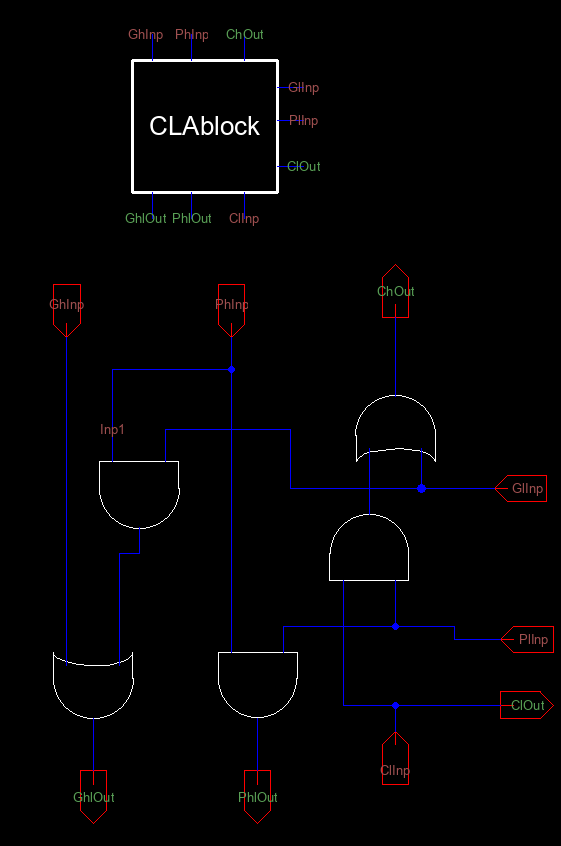 GhInp PhInp ChOut
GlInp
CLAblock
PlInp
ClOut
GhlOut PhlOut ClInp
GhInp
PhInp
ChOut
Inp1
GlInp
PlInp
ClOut
ClInp
GhlOut
PhlOut